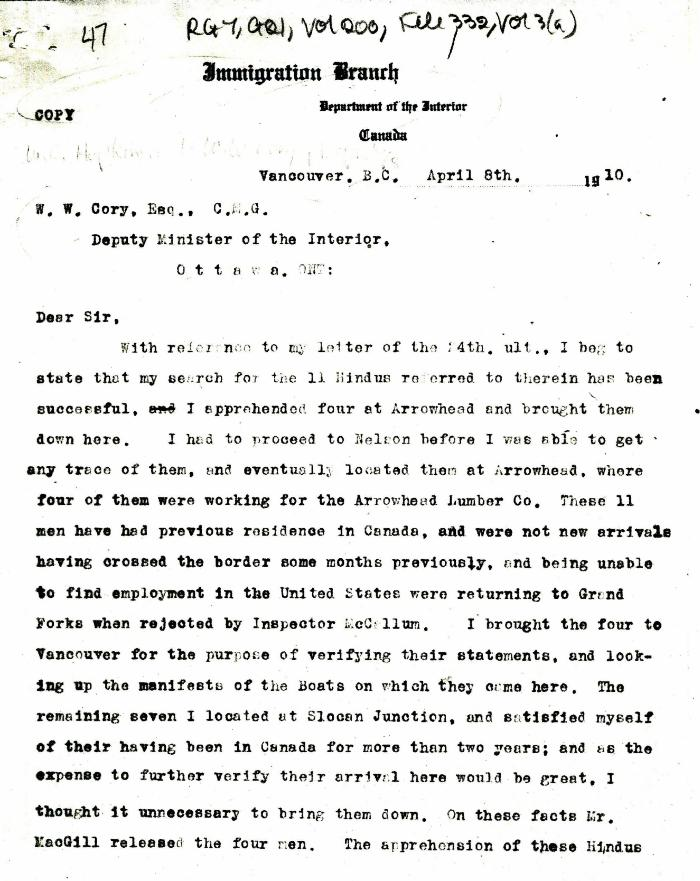 47 RG7, G21, Vol 200, File 332, Vol 3(a)
Immigration Branch
Department of the Interior
COPY
Canada
Vancouver. B.C. April 8th. 1910.
W. W. Cory, Esq., C.M.G.
Deputy Minister of the Interior,
O t t a w a. ONT:
Dear Sir,
With reference to my letter of the 24th. ult., I beg to
state that my search for the 11 Hindus referred to therein has been
successful, and I apprehended four at Arrowhead and brought them
down here. I had to proceed to Nelson before I was able to get
any trace of them, and eventually located them at Arrowhead, where
four of them were working for the Arrowhead Lumber Co. These 11
men have had previous residence in Canada, and were not new arrivals
having crossed the border some months previously, and being unable
to find employment in the United States were returning to Grand
Forks when rejected by Inspector McCallum. I brought the four to
Vancouver for the purpose of verifying their statements, and look-
ing up the manifests of the Boats on which they came here. The
remaining seven I located at Slocan Junction, and satisfied myself
of their having been in Canada for more than two years; and as the
expense to further verify their arrival here would be great, I
thought it unnecessary to bring them down. On these facts Mr.
MacGill released the four men. The apprehension of these Hindus